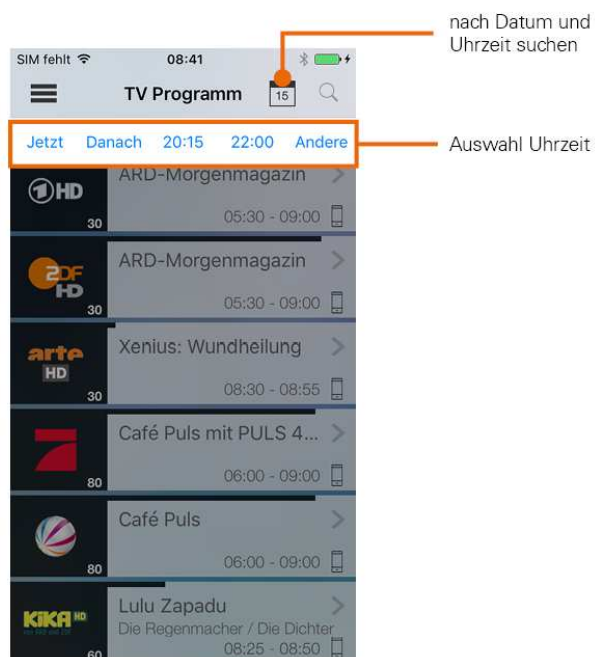 nach Datum und
Uhrzeit suchen
SIM fehlt 08:41
TV Programm 15
Jetzt Danach 20:15 22:00 Andere
Auswahl Uhrzeit
ARD-Morgenmagazin
1 HD
05:30 - 09:00
30
ARD-Morgenmagazin
2DF
HD
05:30 - 09:00
30
Xenius: Wundheilung
arte
HD
08:30 - 08:55
30
Café Puls mit PULS 4...
06:00 - 09:00
80
Café Puls
06:00 - 09:00
80
Lulu Zapadu
KiKA HD
Die Regenmacher / Die Dichter
08:25 - 08:50
60